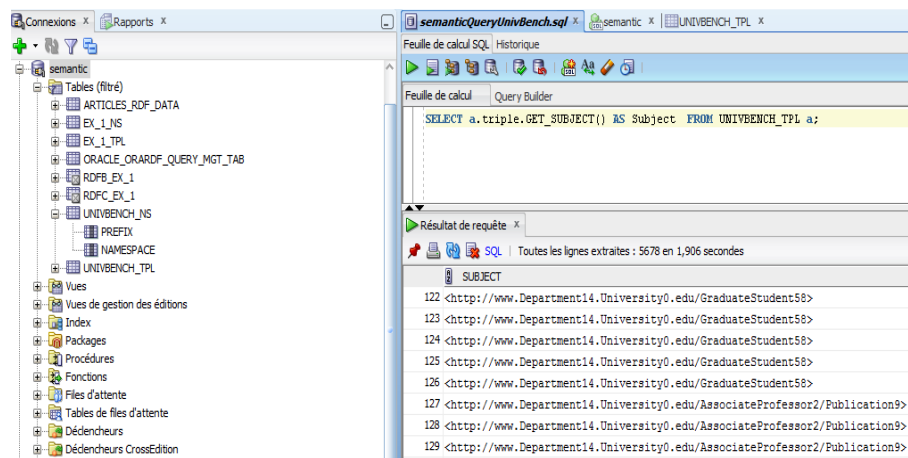 Connexions x Rapports x
semantic
Tables (filtré)
ARTICLES_RDF_DATA
EX_1_NS
EX_1_TPL
ORACLE_ORARDF_QUERY_MGT_TAB
RDFB_EX_1
RDFC_EX_1
UNIVBENCH_NS
PREFIX
NAMESPACE
UNIVBENCH_TPL
Vues
Vues de gestion des éditions
Index
Packages
Procédures
Fonctions
Files d'attente
Tables de files d'attente
Déclencheurs
Déclencheurs CrossEdition
semanticQueryUnivBench.sql x semantic x UNIVBENCH_TPL x
Feuille de calcul SQL Historique
Feuille de calcul Query Builder
SELECT a.triple.GET_SUBJECT() AS Subject FROM UNIVBENCH_TPL a;
Résultat de requête x
SQL | Toutes les lignes extraites : 5678 en 1,906 secondes
SUBJECT
122 <http://www.Department14.University0.edu/GraduateStudent58>
123 <http://www.Department14.University0.edu/GraduateStudent58>
124 <http://www.Department14.University0.edu/GraduateStudent58>
125 <http://www.Department14.University0.edu/GraduateStudent58>
126 <http://www.Department14.University0.edu/GraduateStudent58>
127 <http://www.Department14.University0.edu/AssociateProfessor2/Publication9>
128 <http://www.Department14.University0.edu/AssociateProfessor2/Publication9>
129 <http://www.Department14.University0.edu/AssociateProfessor2/Publication9>